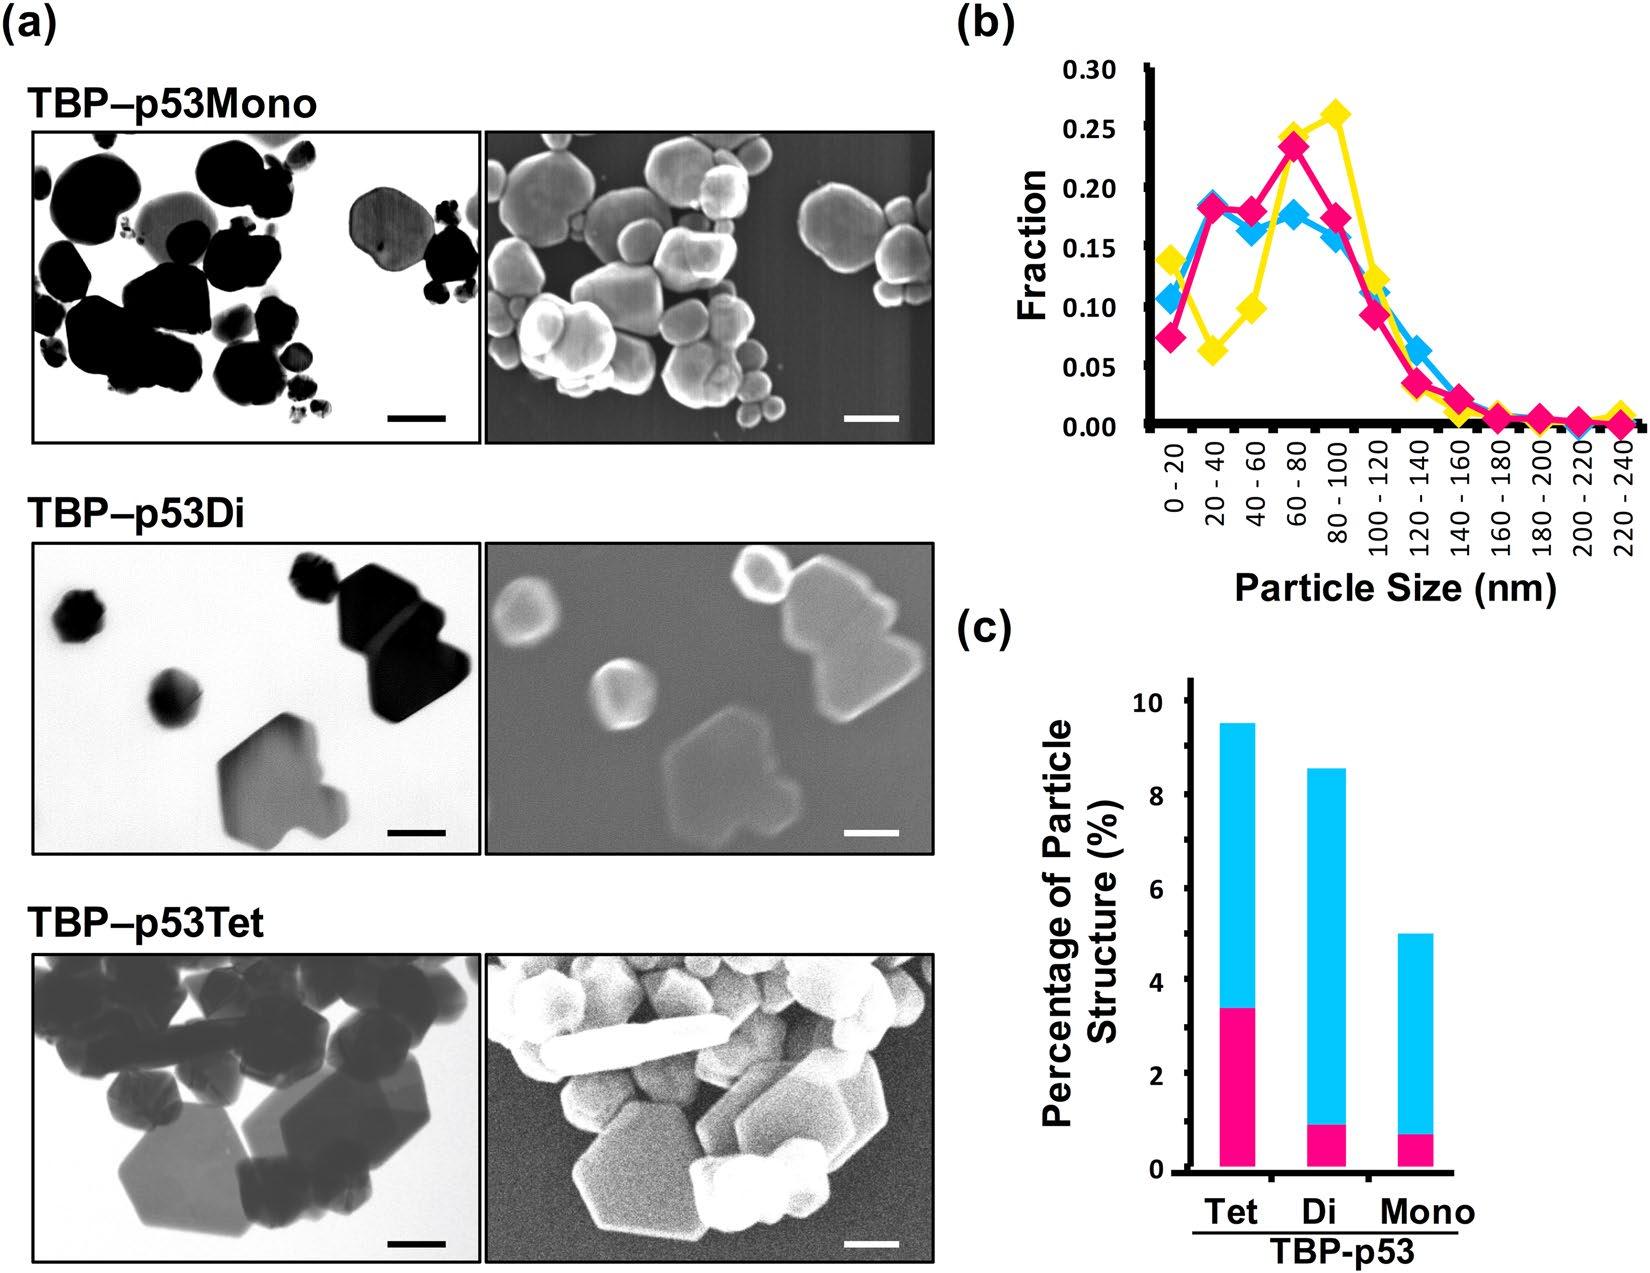 (a)
TBP–p53Mono
TBP–p53Di
TBP–p53Tet
(b)
Fraction
0.30
0.25
0.20
0.15
0.10
0.05
0.00
0 - 20
20 - 40
40 - 60
60 - 80
80 - 100
100 - 120
120 - 140
140 - 160
160 - 180
180 - 200
200 - 220
220 - 240
Particle Size (nm)
(c)
Percentage of Particle
Structure (%)
10
8
6
4
2
0
Tet Di Mono
TBP-p53